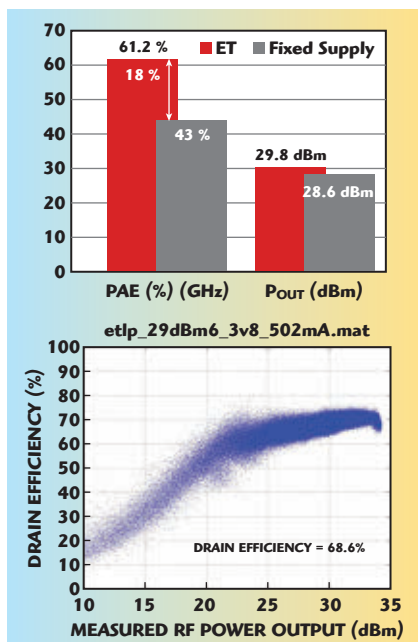 70
60
50
40
30
20
10
0
61.2 %
ET
Fixed Supply
18 %
43 %
29.8 dBm
28.6 dBm
PAE (%) (GHz)
POUT (dBm)
etlp_29dBm6_3v8_502mA.mat
DRAIN EFFICIENCY (%)
100
90
80
70
60
50
40
30
20
10
0
DRAIN EFFICIENCY = 68.6%
10 15 20 25 30 35
MEASURED RF POWER OUTPUT (dBm)